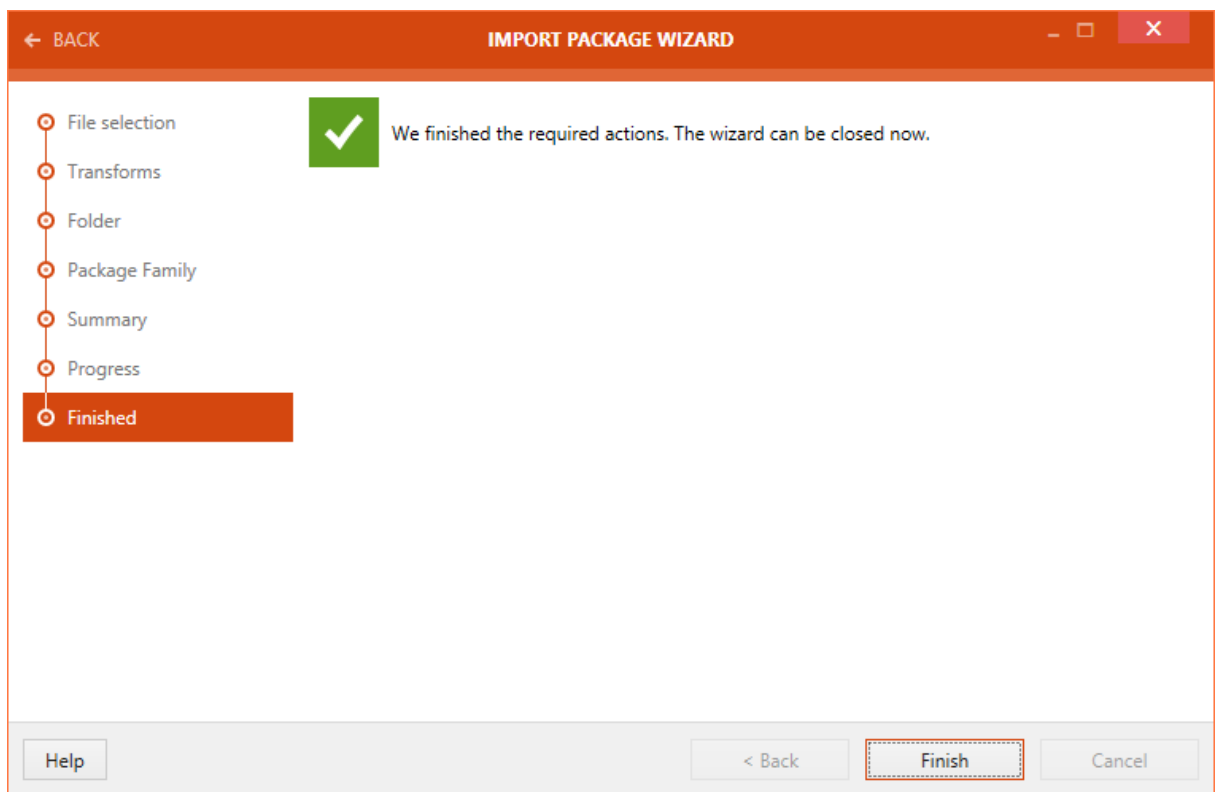 ← BACK
IMPORT PACKAGE WIZARD
File selection
Transforms
Folder
Package Family
Summary
Progress
Finished
We finished the required actions. The wizard can be closed now.
Help
< Back
Finish
Cancel